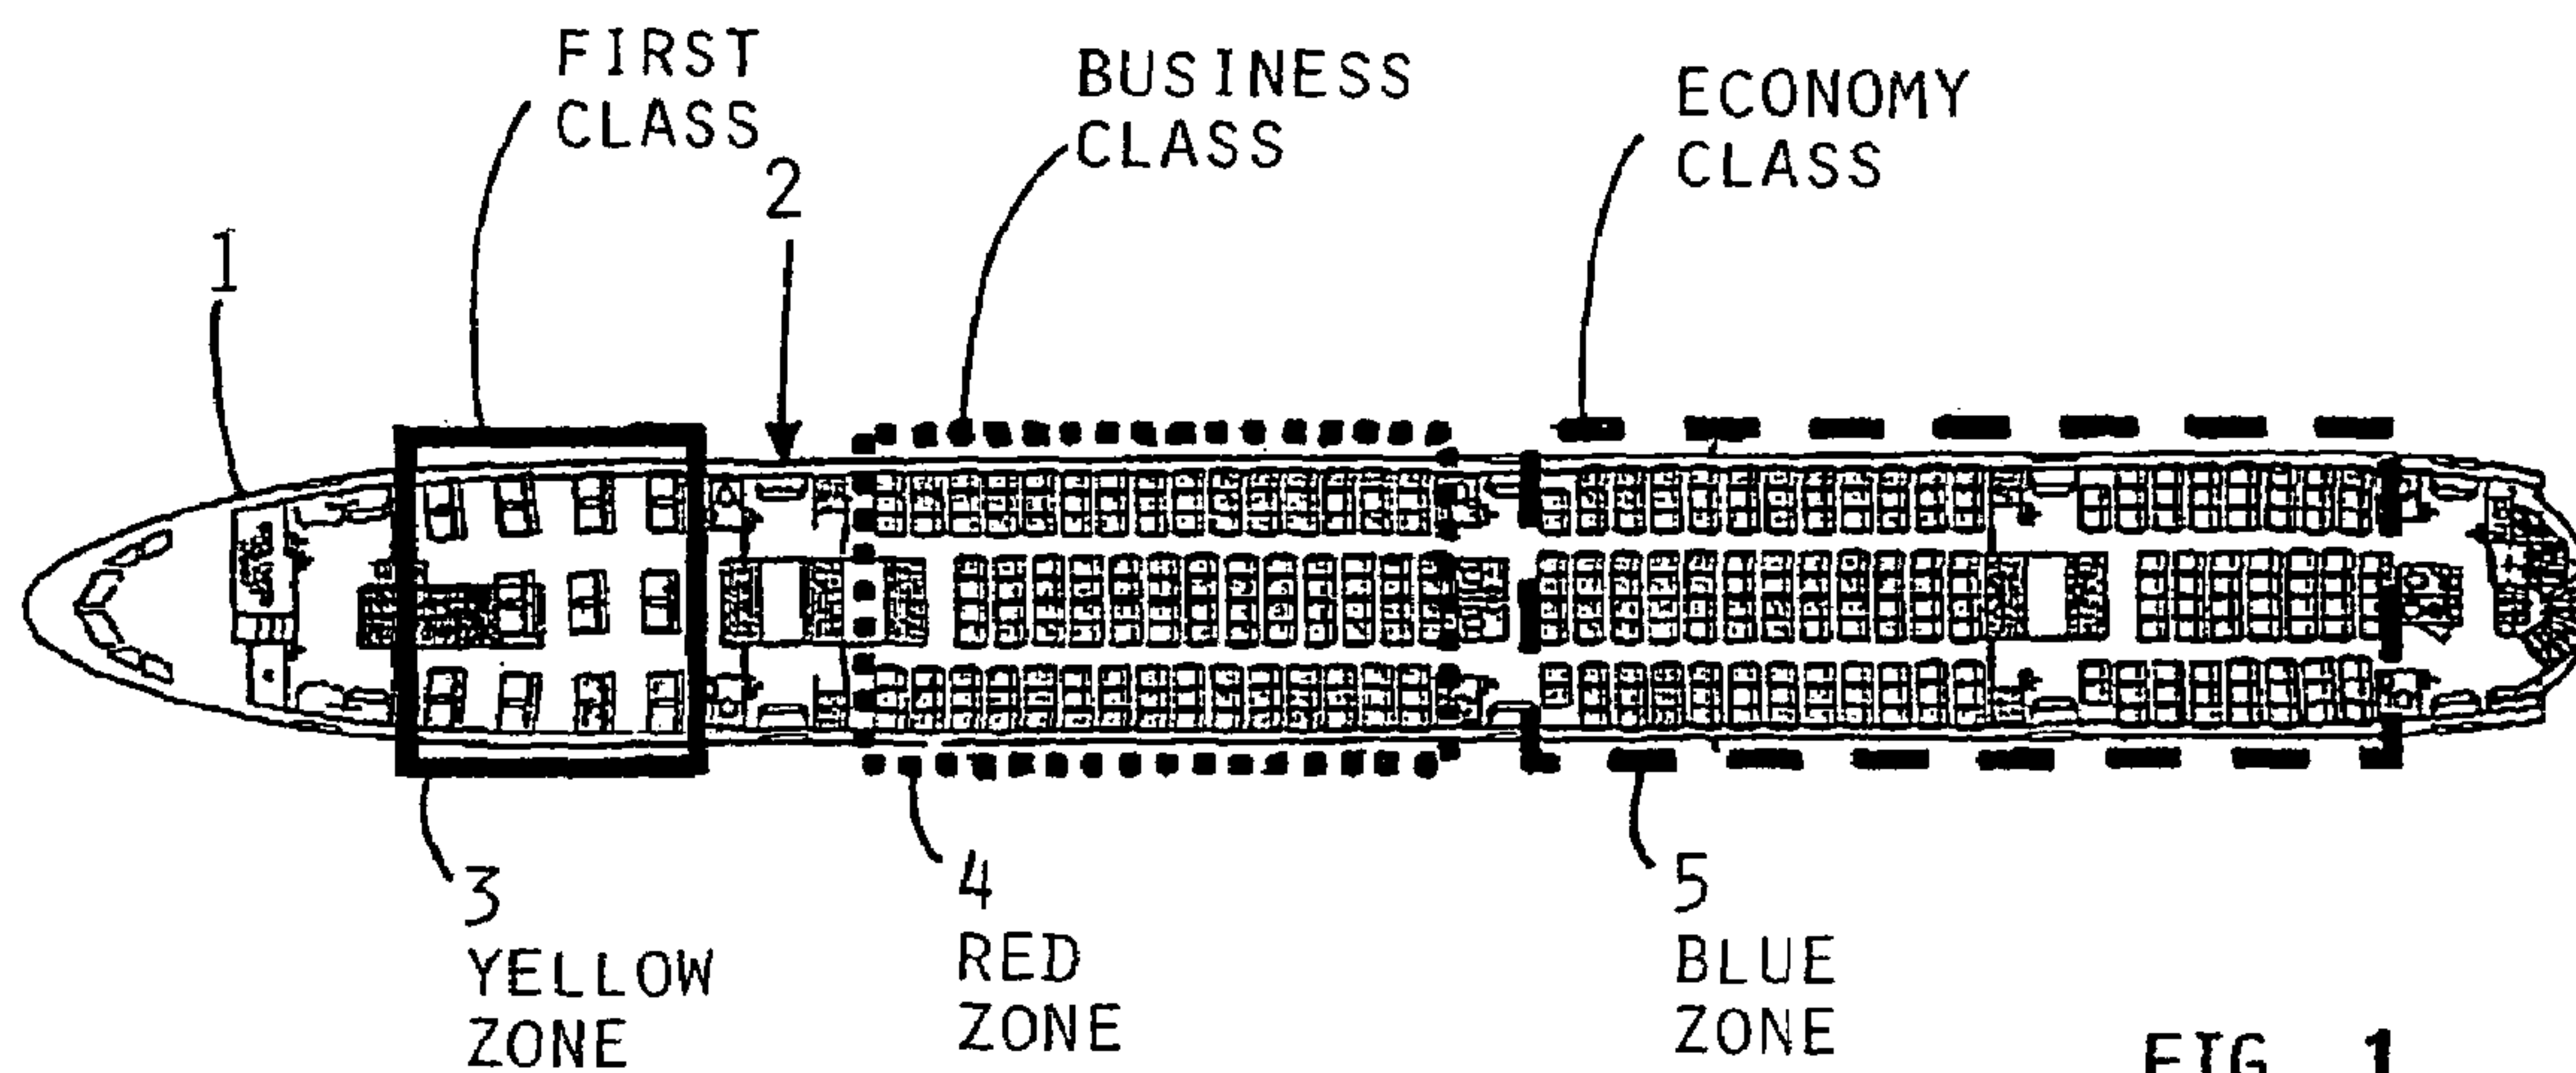 FIRST
CLASS
BUSINESS
CLASS
ECONOMY
CLASS
2
1
3
YELLOW
ZONE
4
RED
ZONE
5
BLUE
ZONE
FIG. 1